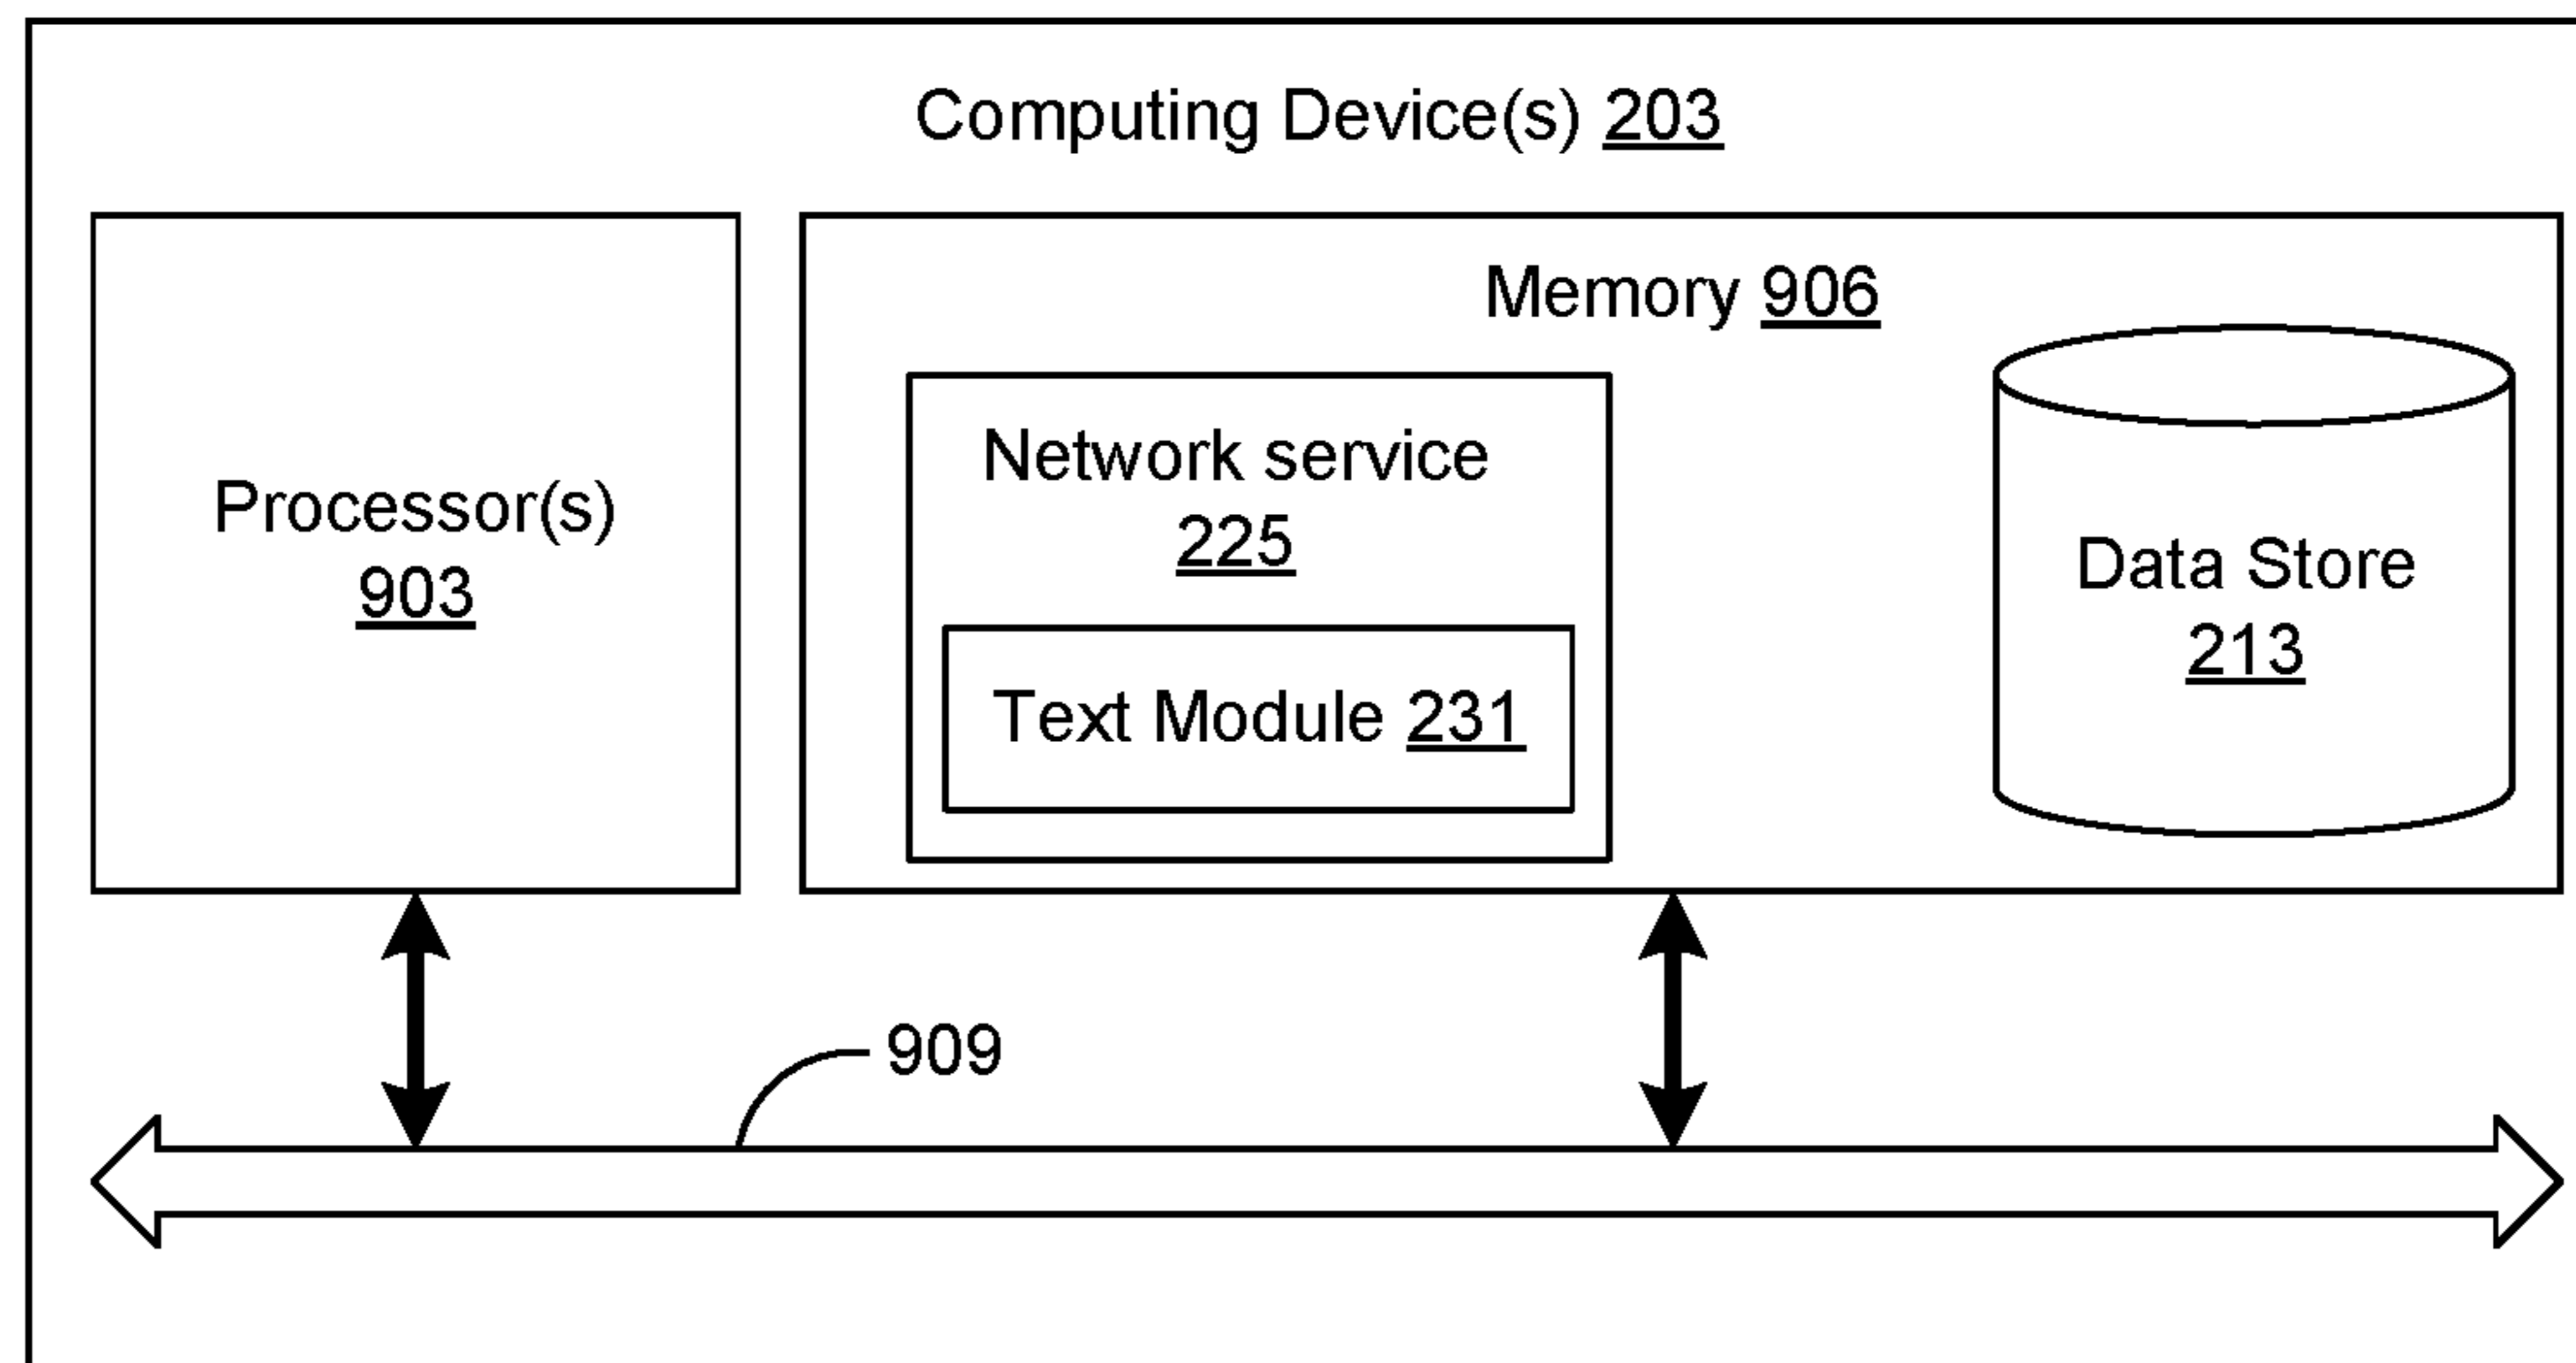 Computing Device(s) 203
Processor(s)
903
Memory 906
Network service
225
Text Module 231
Data Store
213
909